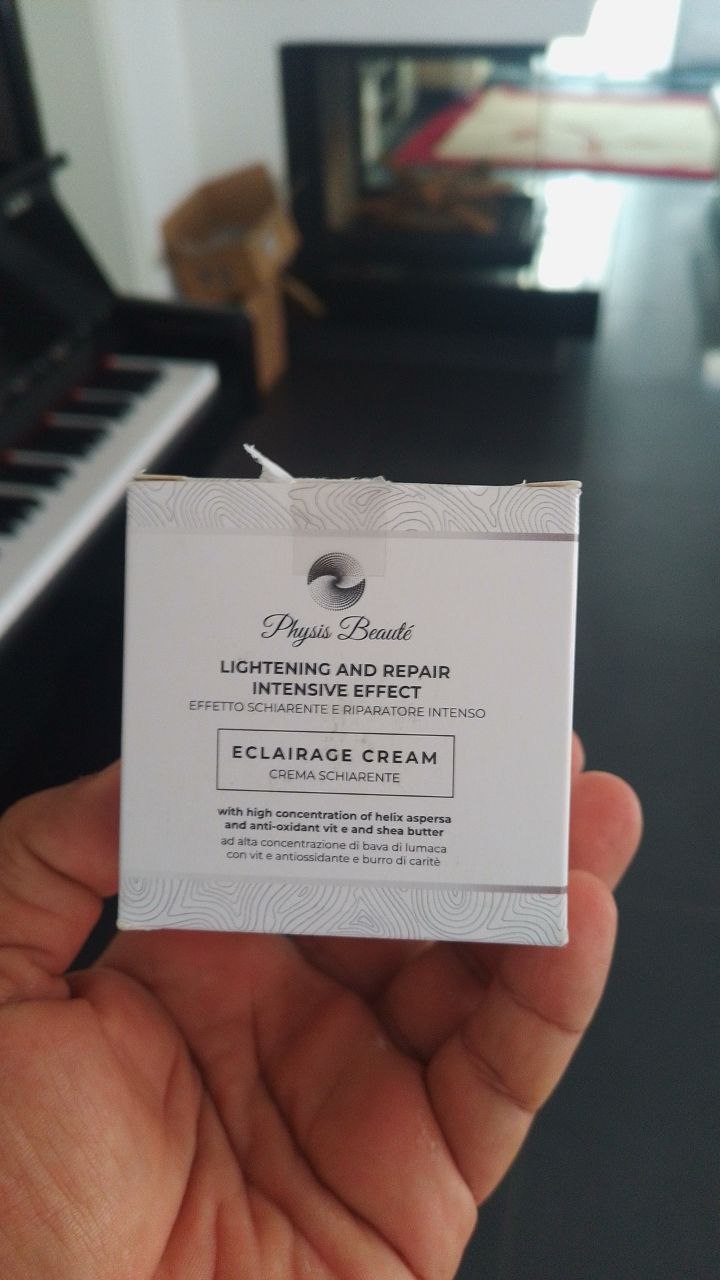 Physis Beauté
LIGHTENING AND REPAIR
INTENSIVE EFFECT
EFFETTO SCHIARENTE E RIPARATORE INTENSO
ECLAIRAGE CREAM
CREMA SCHIARENTE
with high concentration of helix aspersa
and anti-oxidant vit e and shea butter
ad alta concentrazione di bava di lumaca
con vit e antiossidante e burro di caritè